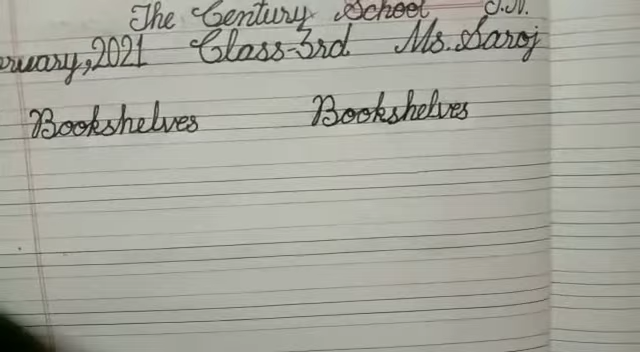 The Century School J.N.
ruary, 2021 Class-3rd Ms. Saroj
Bookshelves Bookshelves